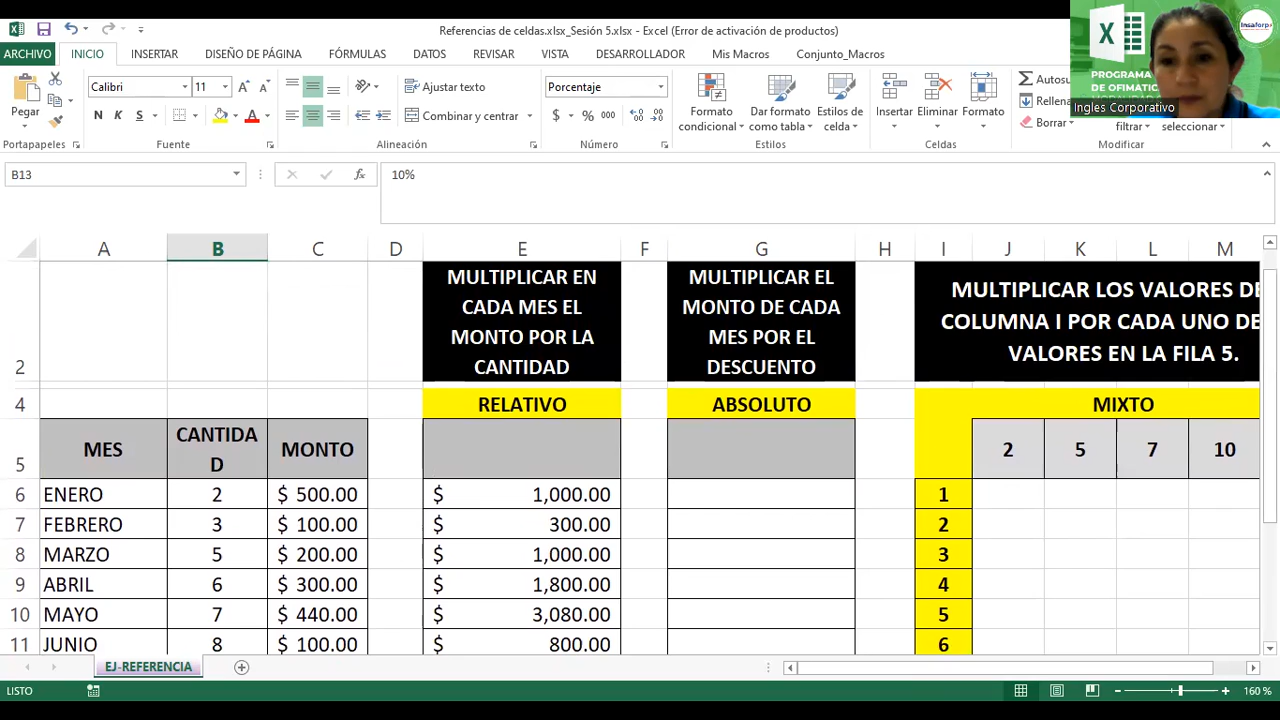 Referencias de celdas.xlsx_Sesión 5.xlsx - Excel (Error de activación de productos)
Insaforp
ARCHIVO INICIO INSERTAR DISEÑO DE PÁGINA FÓRMULAS DATOS REVISAR VISTA DESARROLLADOR Mis Macros Conjunto_Macros
PROGRAMA
DE OFIMATICA
Ingles Corporativo
Pegar
Calibri 11
N K S
Ajustar texto
Combinar y centrar
Porcentaje
$ % 000
Formato condicional
Dar formato como tabla
Estilos de celda
Insertar Eliminar Formato
Autosu
Rellena
Borrar
filtrar seleccionar
Portapapeles Fuente Alineación Número Estilos Celdas Modificar
B13 fx 10%
A B C D E F G H I J K L M
2
MULTIPLICAR EN
CADA MES EL
MONTO POR LA
CANTIDAD
MULTIPLICAR EL
MONTO DE CADA
MES POR EL
DESCUENTO
MULTIPLICAR LOS VALORES DE
COLUMNA I POR CADA UNO DE
VALORES EN LA FILA 5.
4 RELATIVO ABSOLUTO MIXTO
5 MES CANTIDA
D MONTO 2 5 7 10
6 ENERO 2 $ 500.00 $ 1,000.00 1
7 FEBRERO 3 $ 100.00 $ 300.00 2
8 MARZO 5 $ 200.00 $ 1,000.00 3
9 ABRIL 6 $ 300.00 $ 1,800.00 4
10 MAYO 7 $ 440.00 $ 3,080.00 5
11 JUNIO 8 $ 100.00 $ 800.00 6
EJ-REFERENCIA
LISTO 160 %